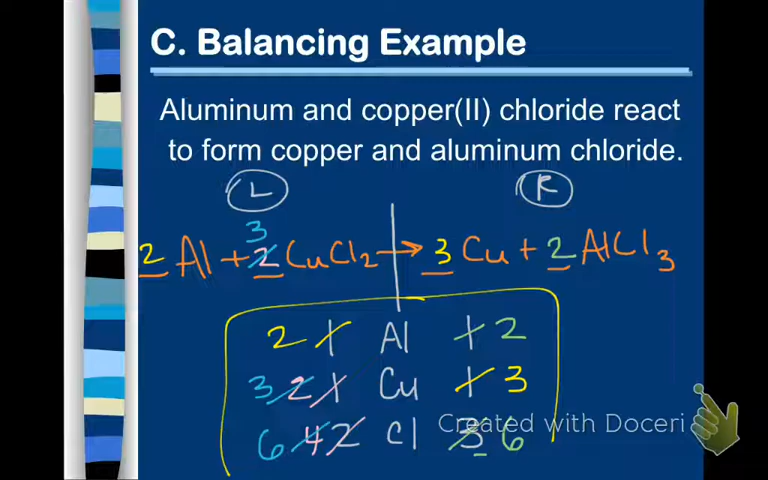 C. Balancing Example
Aluminum and copper(II) chloride react
to form copper and aluminum chloride.
L R
3
2 Al + 2 CuCl2 → 3 Cu + 2 AlCl3
2 1 Al 1 2
3 2 1 Cu 1 3
6 4 2 Cl 3 6
Created with Doceri